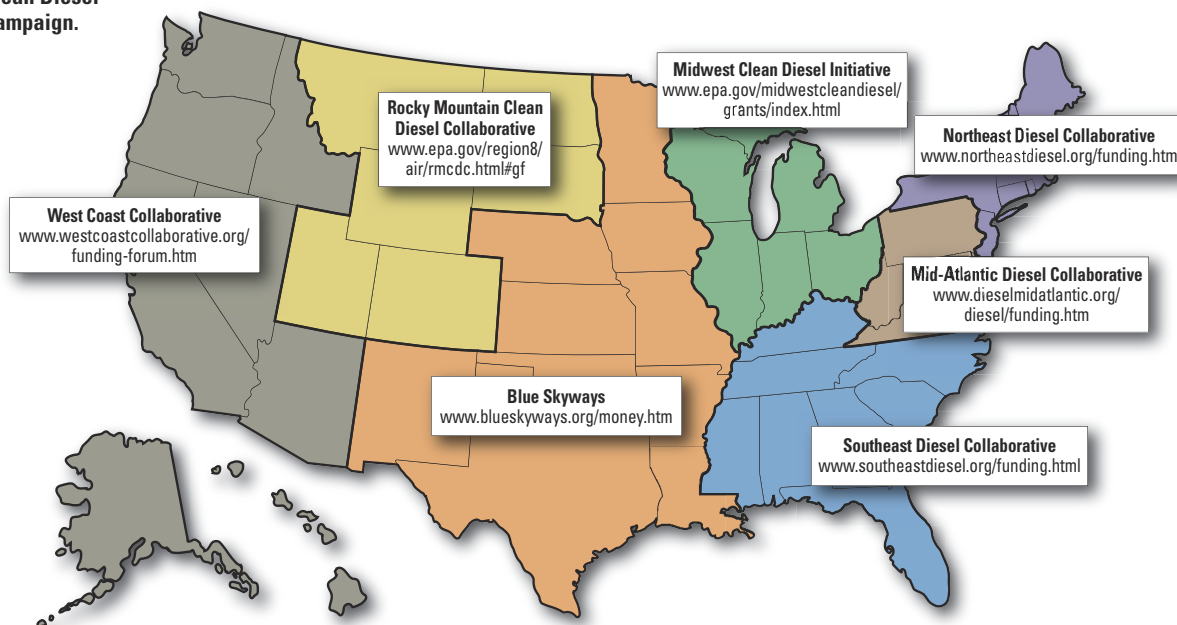 ampaign.
Midwest Clean Diesel Initiative
www.epa.gov/midwestcleandiesel/
grants/index.html
Rocky Mountain Clean
Diesel Collaborative
www.epa.gov/region8/
air/rmcdc.html#gf
Northeast Diesel Collaborative
www.northeastdiesel.org/funding.htm
West Coast Collaborative
www.westcoastcollaborative.org/
funding-forum.htm
Mid-Atlantic Diesel Collaborative
www.dieselmidatlantic.org/
diesel/funding.htm
Blue Skyways
www.blueskyways.org/money.htm
Southeast Diesel Collaborative
www.southeastdiesel.org/funding.html